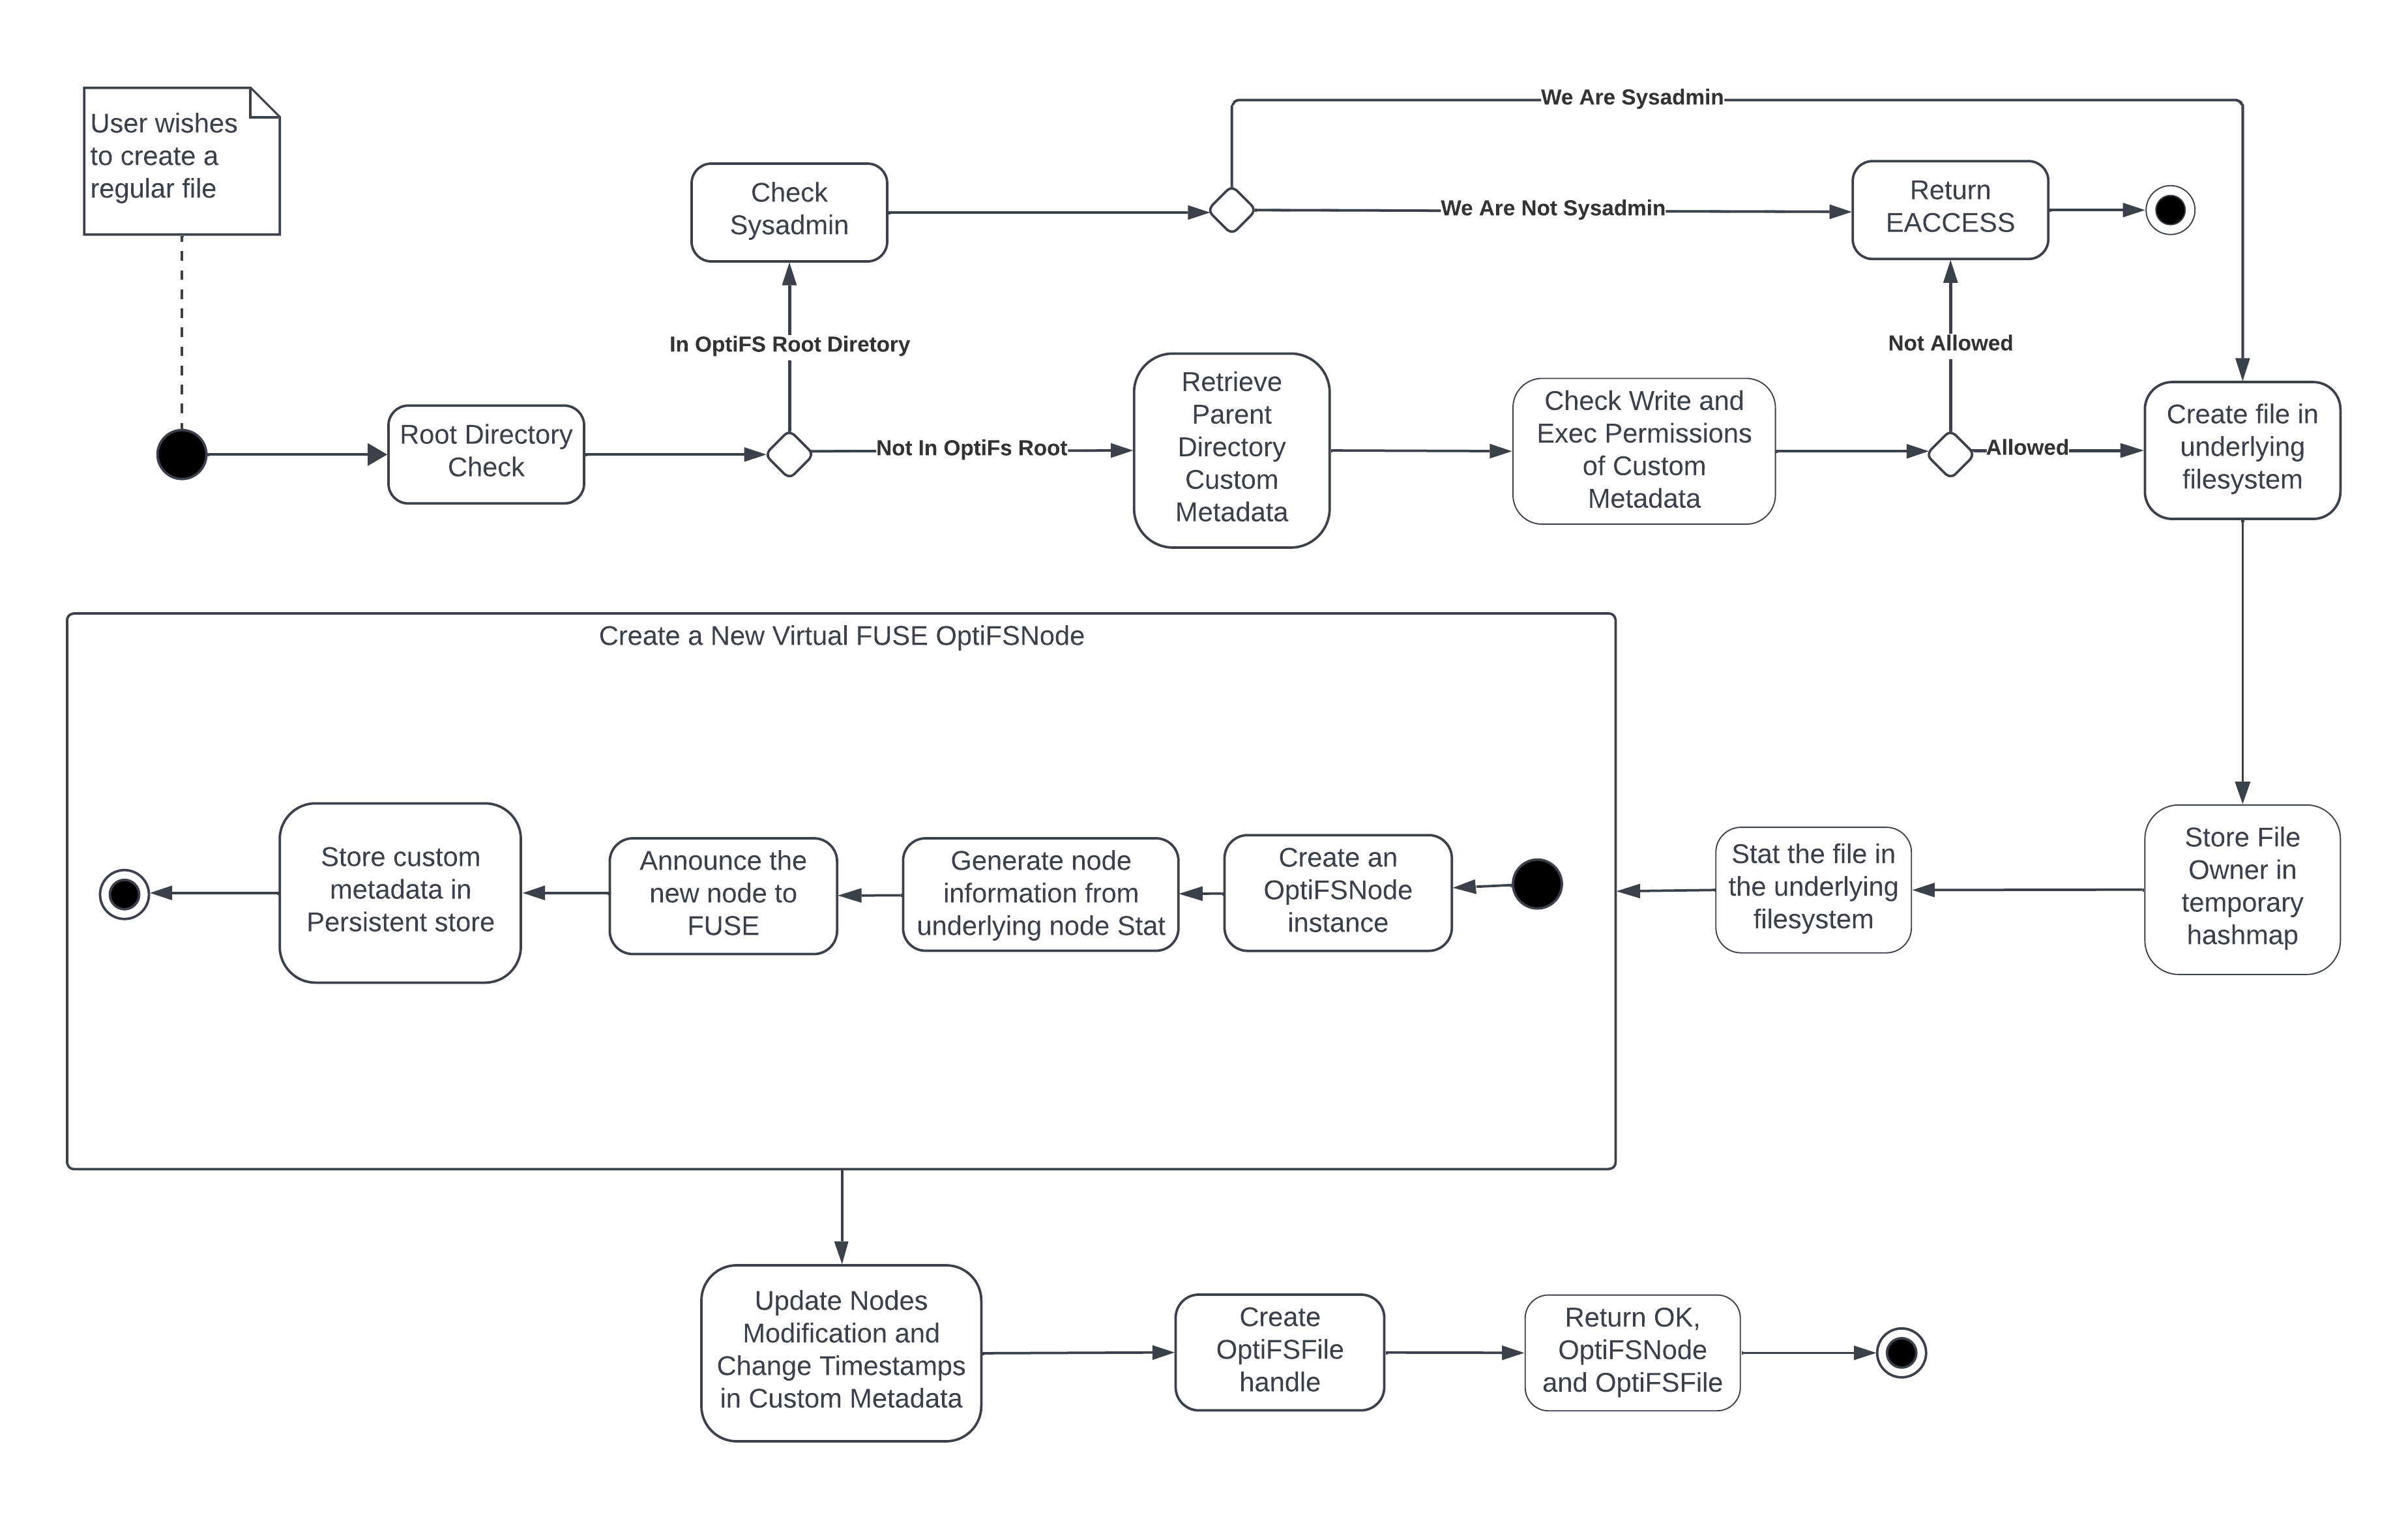 User wishes
to create a
regular file
We Are Sysadmin
Check
Sysadmin
We Are Not Sysadmin
Return
EACCESS
In OptiFS Root Diretory
Not Allowed
Root Directory
Check
Not In OptiFs Root
Retrieve
Parent
Directory
Custom
Metadata
Check Write and
Exec Permissions
of Custom
Metadata
Allowed
Create file in
underlying
filesystem
Create a New Virtual FUSE OptiFSNode
Store File
Owner in
temporary
hashmap
Stat the file in
the underlying
filesystem
Create an
OptiFSNode
instance
Generate node
information from
underlying node Stat
Announce the
new node to
FUSE
Store custom
metadata in
Persistent store
Update Nodes
Modification and
Change Timestamps
in Custom Metadata
Create
OptiFSFile
handle
Return OK,
OptiFSNode
and OptiFSFile